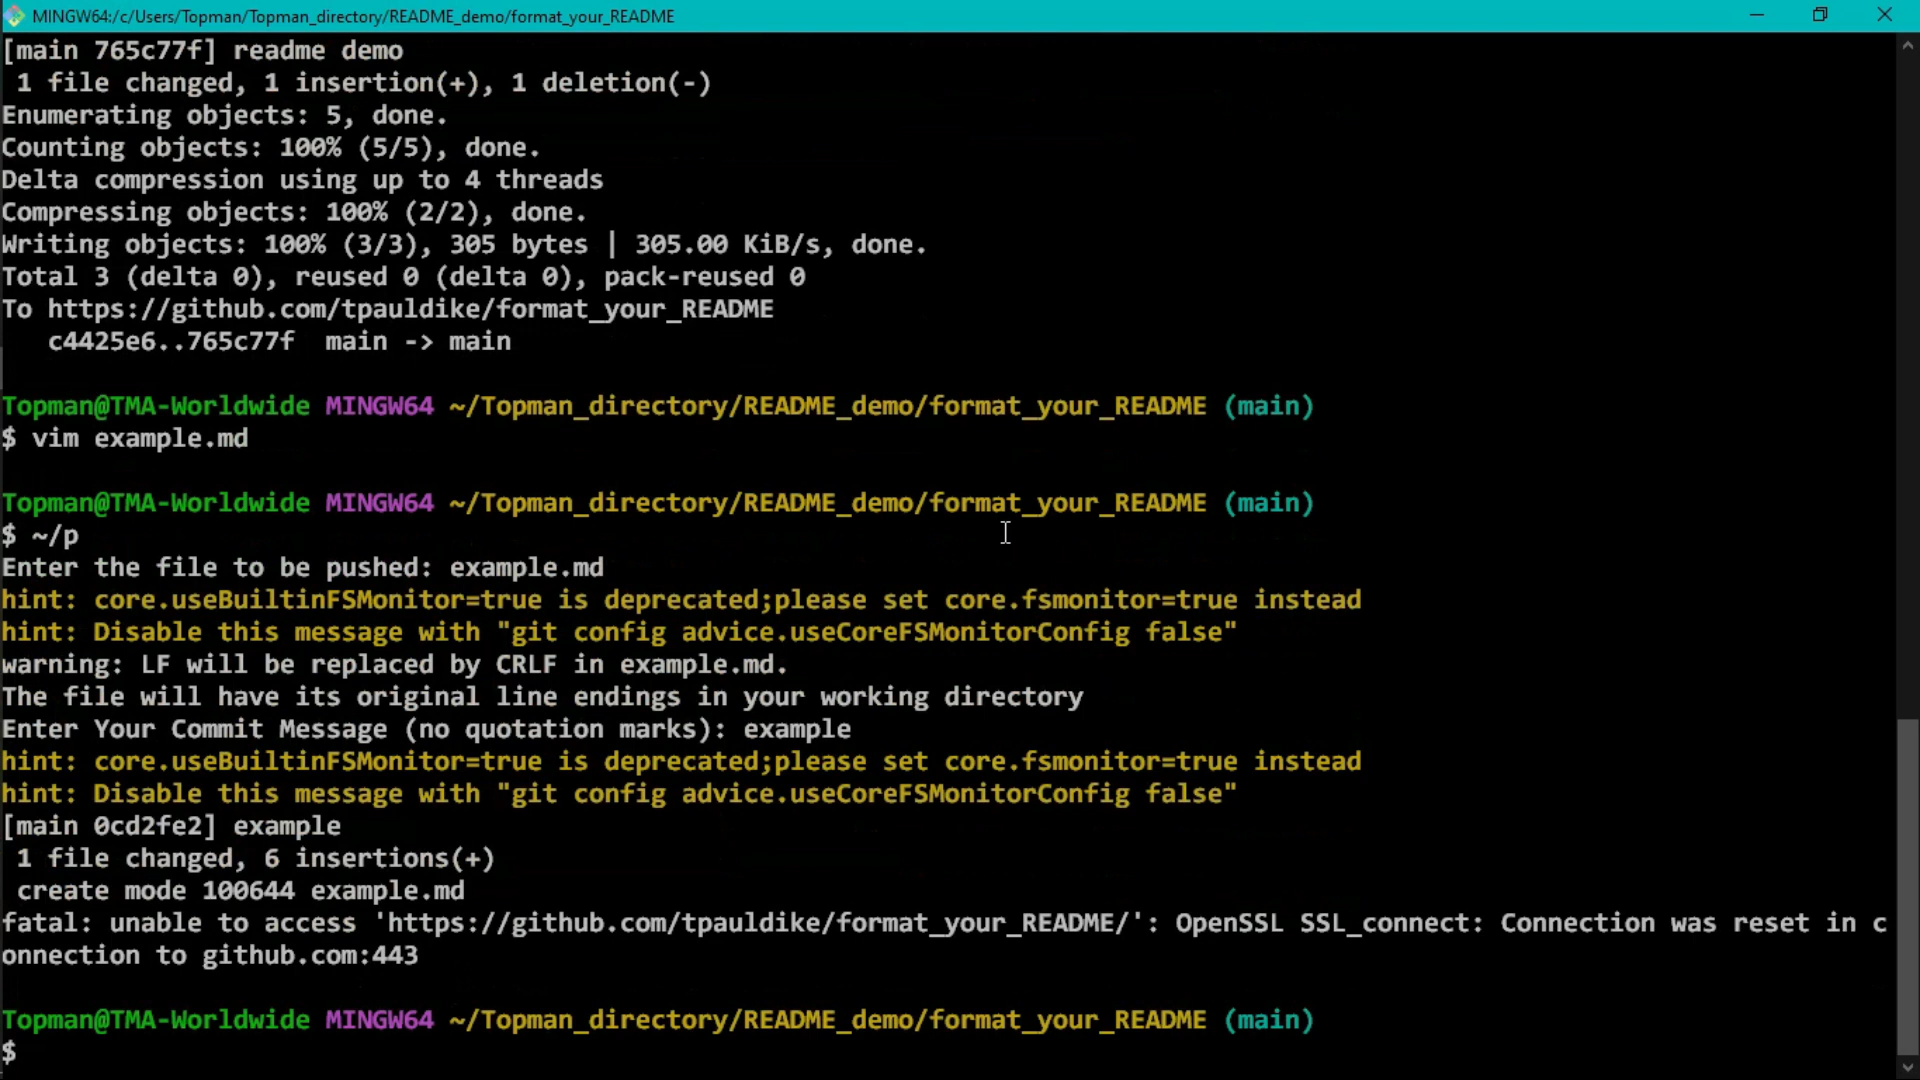 MINGW64:/c/Users/Topman/Topman_directory/README_demo/format_your_README
[main 765c77f] readme demo
 1 file changed, 1 insertion(+), 1 deletion(-)
Enumerating objects: 5, done.
Counting objects: 100% (5/5), done.
Delta compression using up to 4 threads
Compressing objects: 100% (2/2), done.
Writing objects: 100% (3/3), 305 bytes | 305.00 KiB/s, done.
Total 3 (delta 0), reused 0 (delta 0), pack-reused 0
To https://github.com/tpauldike/format_your_README
   c4425e6..765c77f  main -> main
Topman@TMA-Worldwide MINGW64 ~/Topman_directory/README_demo/format_your_README (main)
$ vim example.md
Topman@TMA-Worldwide MINGW64 ~/Topman_directory/README_demo/format_your_README (main)
$ ~/p
Enter the file to be pushed: example.md
hint: core.useBuiltinFSMonitor=true is deprecated;please set core.fsmonitor=true instead
hint: Disable this message with "git config advice.useCoreFSMonitorConfig false"
warning: LF will be replaced by CRLF in example.md.
The file will have its original line endings in your working directory
Enter Your Commit Message (no quotation marks): example
hint: core.useBuiltinFSMonitor=true is deprecated;please set core.fsmonitor=true instead
hint: Disable this message with "git config advice.useCoreFSMonitorConfig false"
[main 0cd2fe2] example
 1 file changed, 6 insertions(+)
 create mode 100644 example.md
fatal: unable to access 'https://github.com/tpauldike/format_your_README/': OpenSSL SSL_connect: Connection was reset in c
onnection to github.com:443
Topman@TMA-Worldwide MINGW64 ~/Topman_directory/README_demo/format_your_README (main)
$